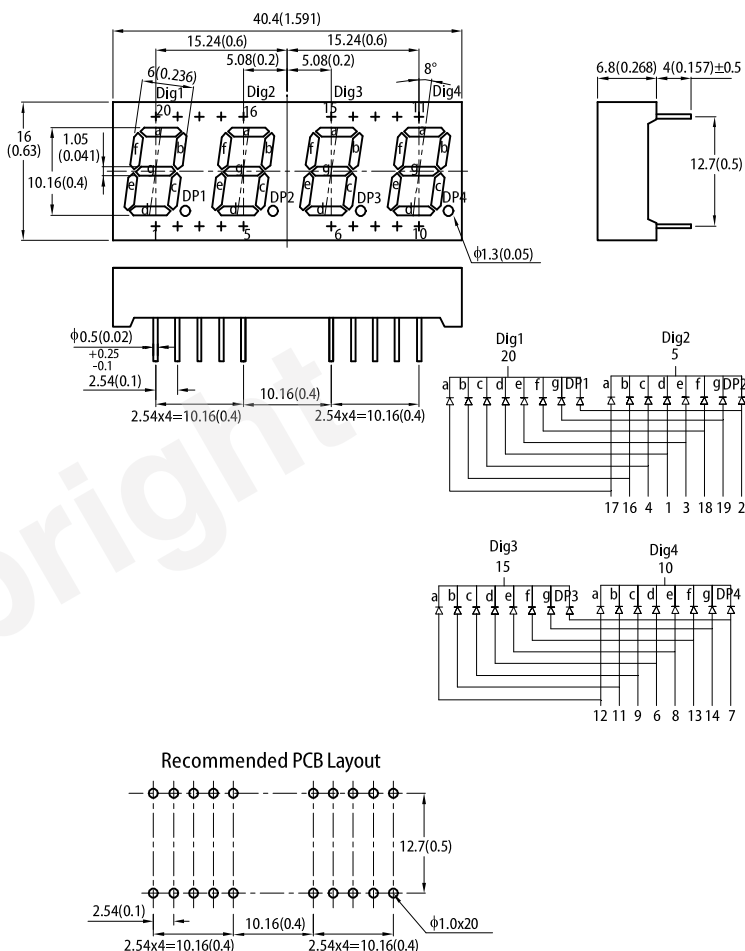 40.4(1.591)
15.24(0.6) 15.24(0.6)
5.08(0.2) 5.08(0.2)
6(0.236) 8° 6.8(0.268) 4(0.157)±0.5
Dig1 Dig2 Dig3 Dig4
20 16 15 11
16
(0.63)
1.05
(0.041)
10.16(0.4)
a a a a
f b f b f b f b
g g g g
e c e c e c e c
d d d d
DP1 DP2 DP3 DP4
1 5 6 10
12.7(0.5)
ϕ1.3(0.05)
ϕ0.5(0.02)
+0.25
-0.1
2.54(0.1)
10.16(0.4)
2.54x4=10.16(0.4) 2.54x4=10.16(0.4)
Dig1 Dig2
20 5
a b c d e f g DP1 a b c d e f g DP2
17 16 4 1 3 18 19 2
Dig3 Dig4
15 10
a b c d e f g DP3 a b c d e f g DP4
12 11 9 6 8 13 14 7
bright
Recommended PCB Layout
12.7(0.5)
2.54(0.1)
10.16(0.4)
ϕ1.0x20
2.54x4=10.16(0.4) 2.54x4=10.16(0.4)